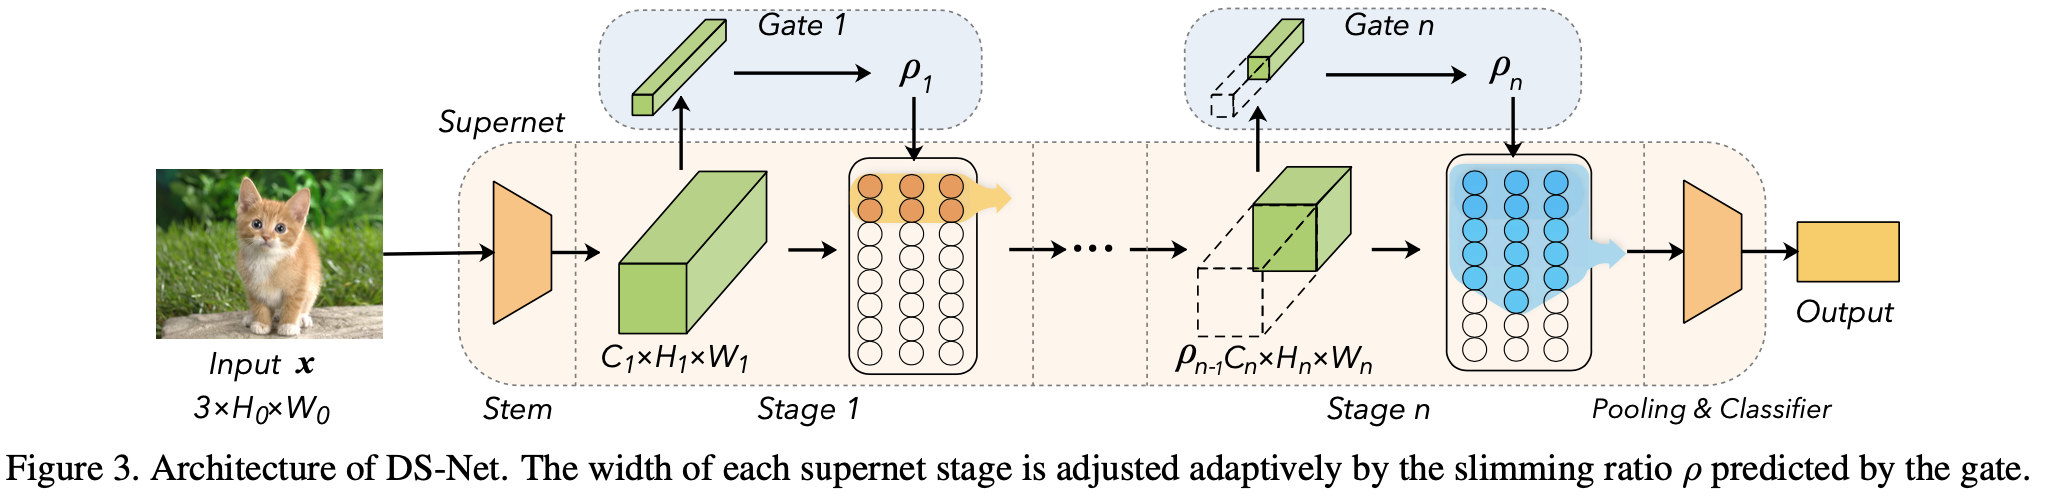 Gate 1
Gate n
ρ1
ρn
Supernet
Input x
3×H0×W0
C1×H1×W1
ρn-1Cn×Hn×Wn
Output
Stem
Stage 1
Stage n
Pooling & Classifier
Figure 3. Architecture of DS-Net. The width of each supernet stage is adjusted adaptively by the slimming ratio ρ predicted by the gate.